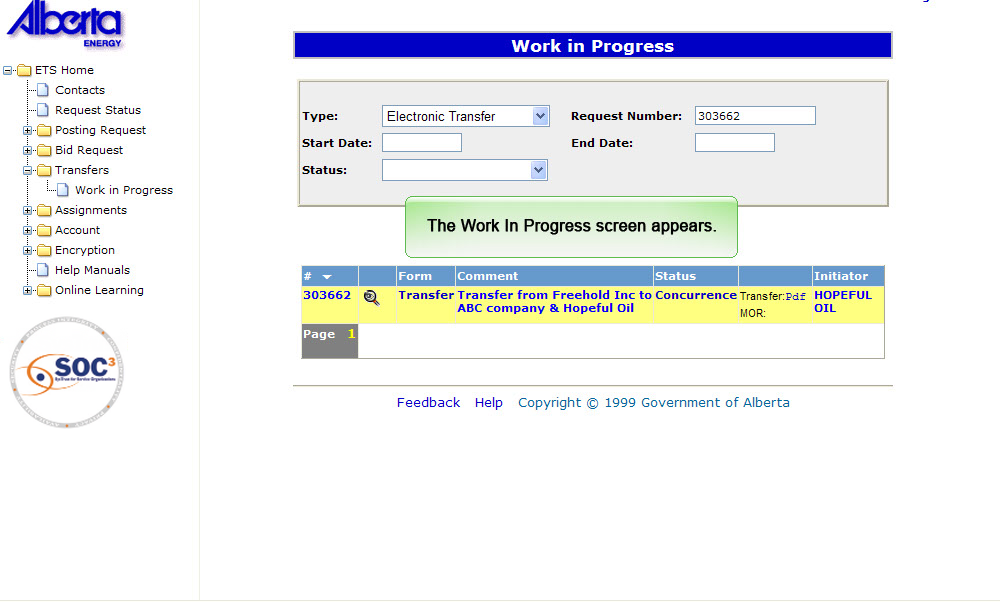 Alberta
ENERGY
ETS Home
Contacts
Request Status
Posting Request
Bid Request
Transfers
Work in Progress
Assignments
Account
Encryption
Help Manuals
Online Learning
SOC3
Work in Progress
Type: Electronic Transfer Request Number: 303662
Start Date: End Date:
Status:
The Work In Progress screen appears.
# Form Comment Status Initiator
303662 Transfer Transfer from Freehold Inc to ABC company & Hopeful Oil Concurrence Transfer:Pdf MOR: HOPEFUL OIL
Page 1
Feedback Help Copyright © 1999 Government of Alberta